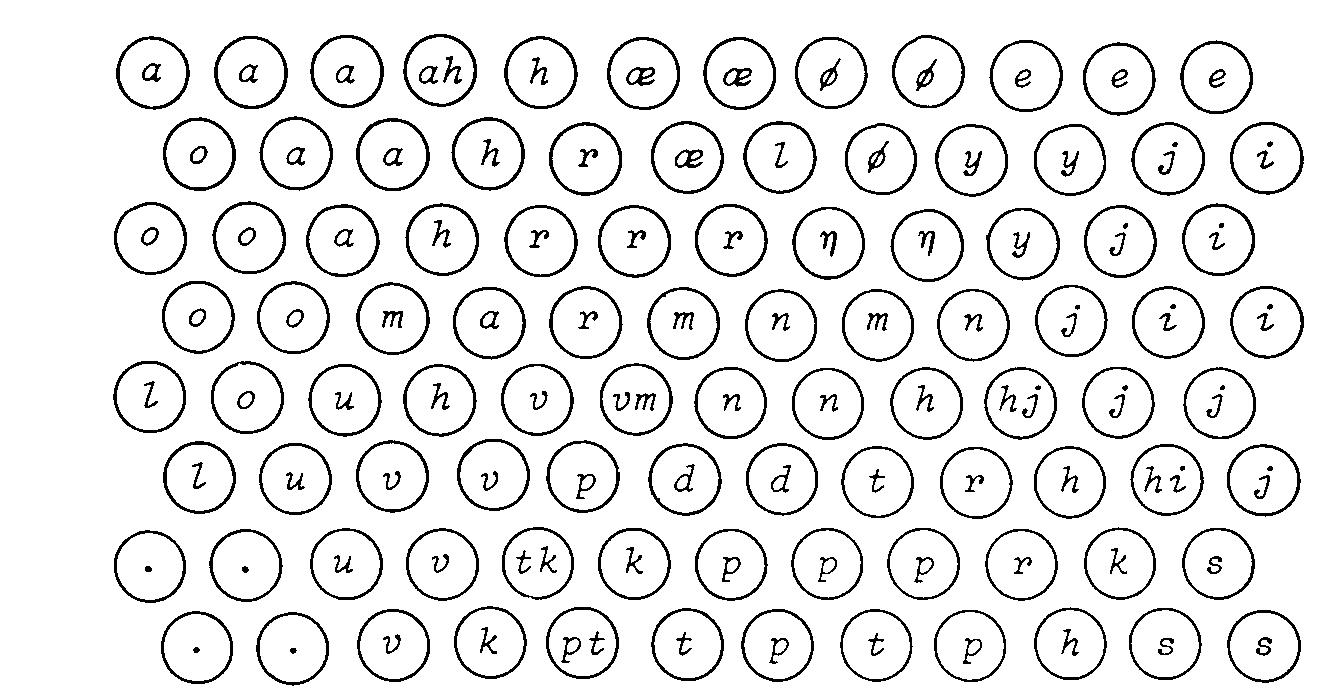 a a a ah h æ æ ø ø e e e
o a a h r æ l ø y y j i
o o a h r r r η η y j i
o o m a r m n m n j i i
l o u h v vm n n h hj j j
l u v v p d d t r h hi j
. . u v tk k p p p r k s
. . v k pt t p t p h s s